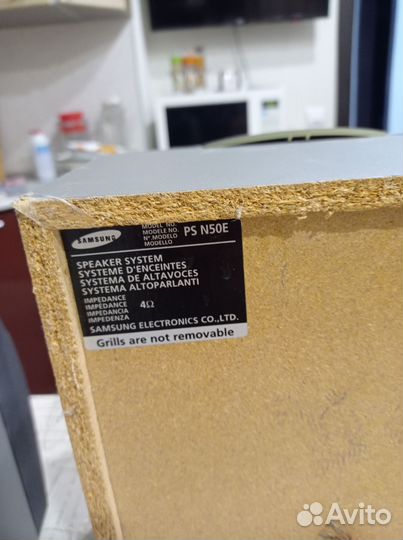 SAMSUNG
MODEL NO.
MODELE NO. PS N50E
N°.MODELO
MODELLO
SPEAKER SYSTEM
SYSTEME D'ENCEINTES
SYSTEMA DE ALTAVOCES
SYSTEMA ALTOPARLANTI
IMPEDANCE
IMPEDANCE 4Ω
IMPEDANCIA
IMPEDENZA
SAMSUNG ELECTRONICS CO.,LTD.
Grills are not removable
Avito